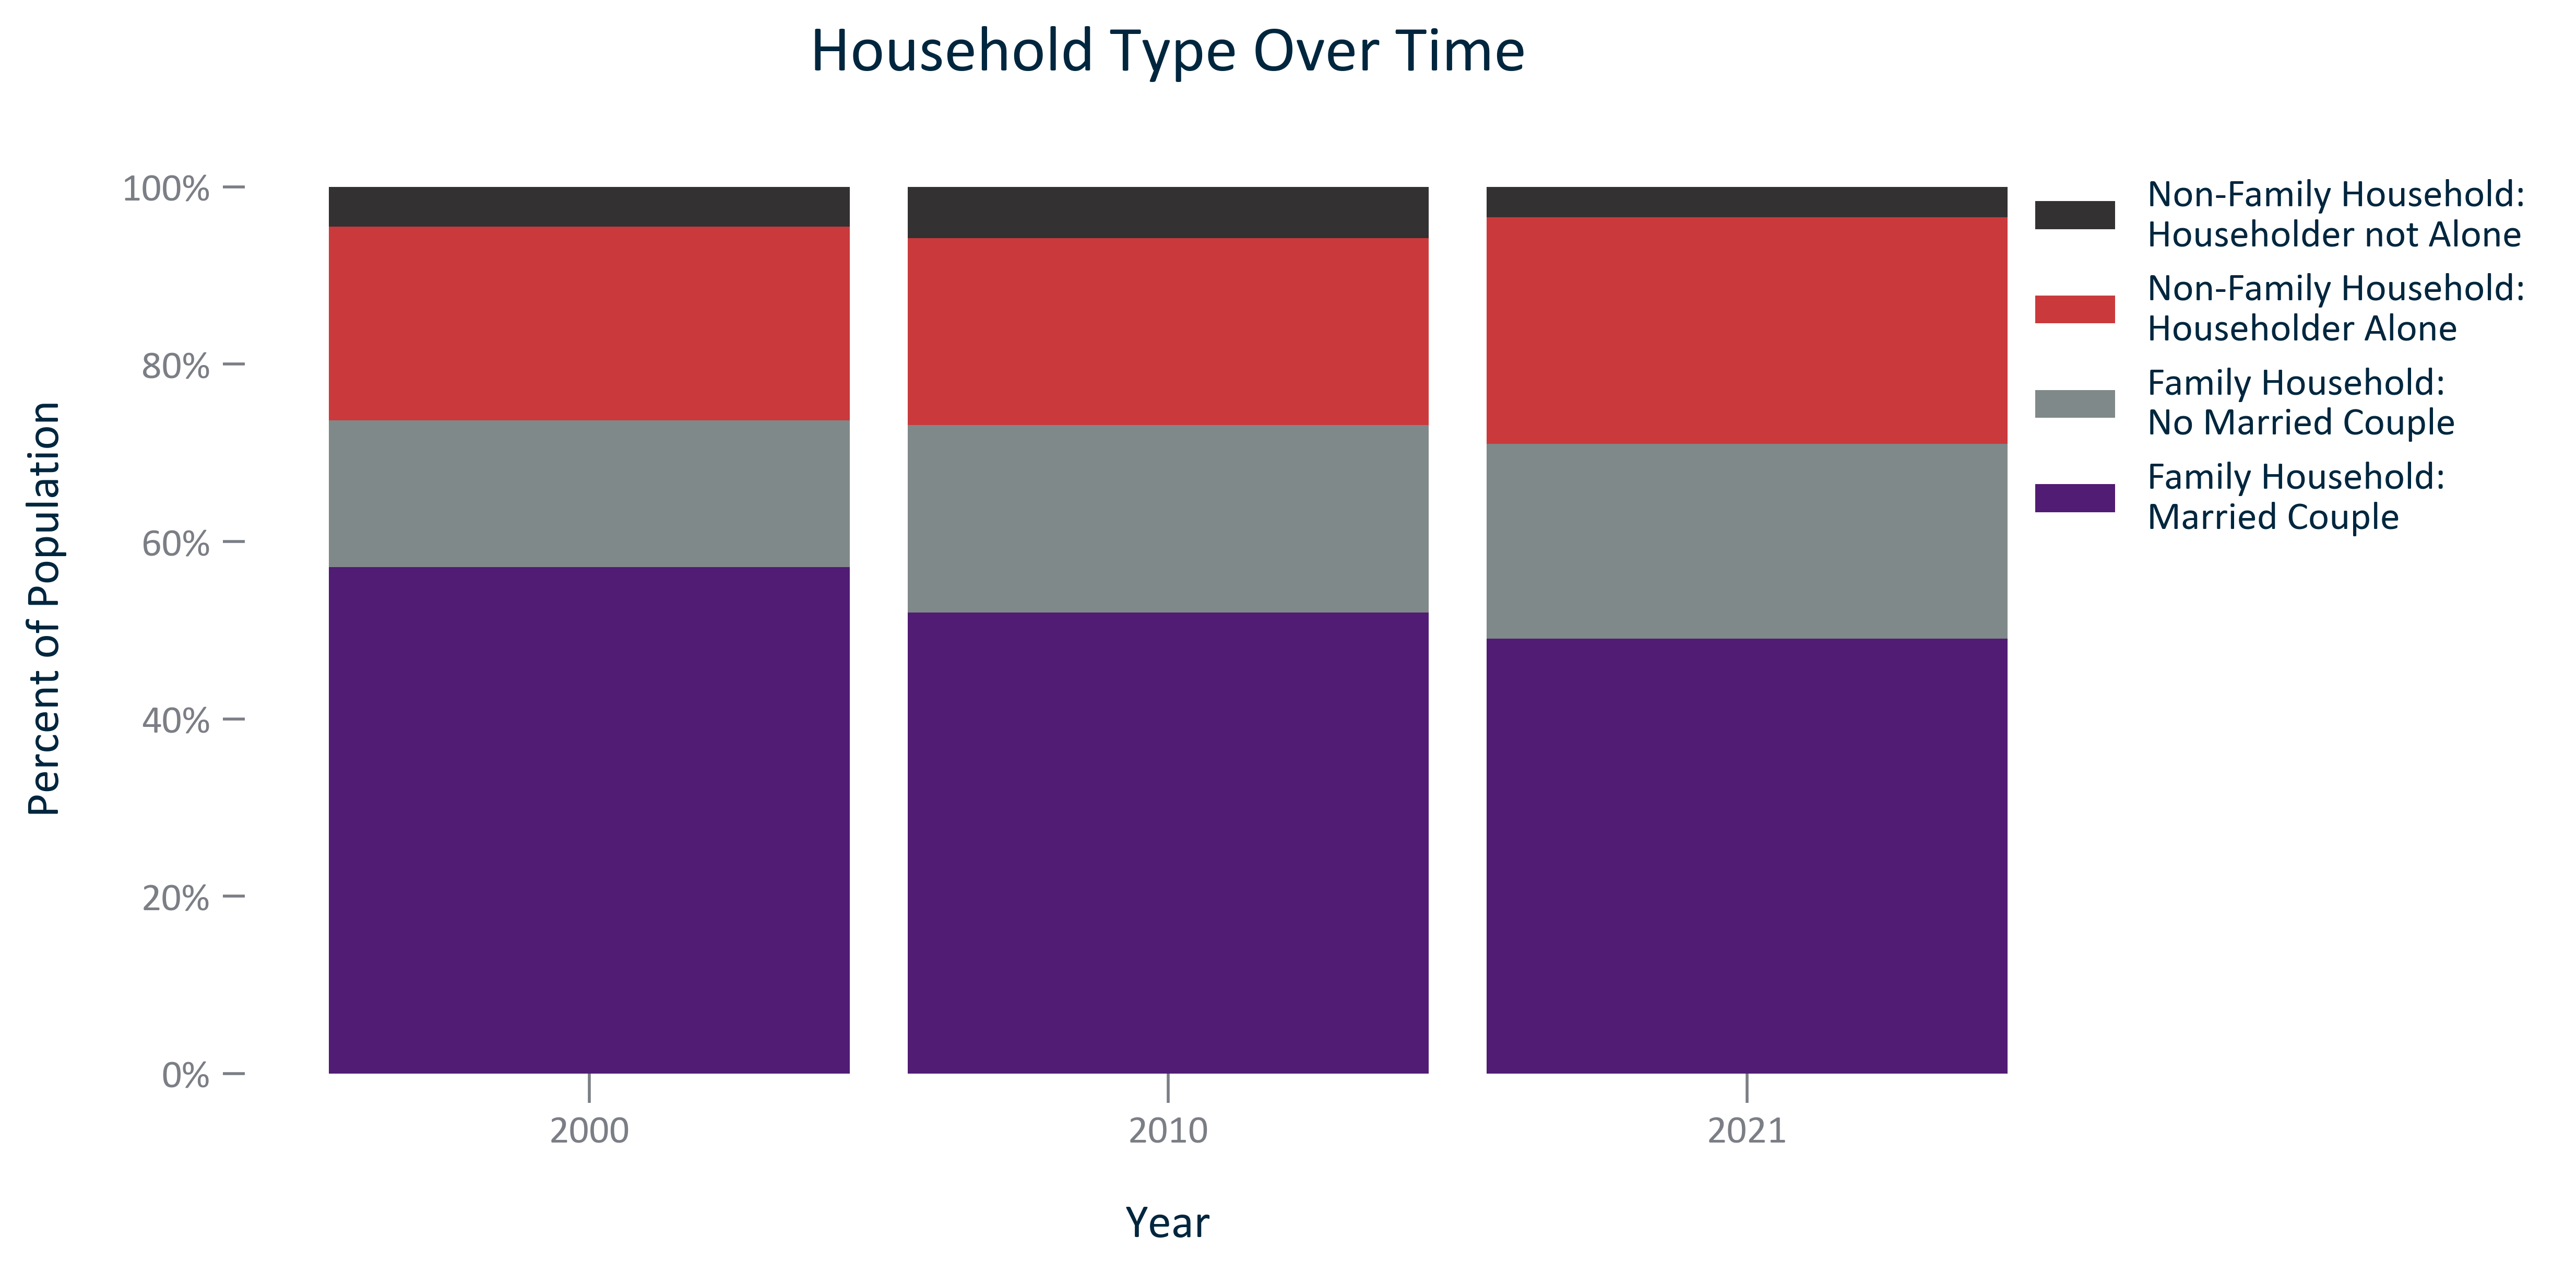 Household Type Over Time
Percent of Population
100%
80%
60%
40%
20%
0%
2000
2010
2021
Year
Non-Family Household:
Householder not Alone
Non-Family Household:
Householder Alone
Family Household:
No Married Couple
Family Household:
Married Couple